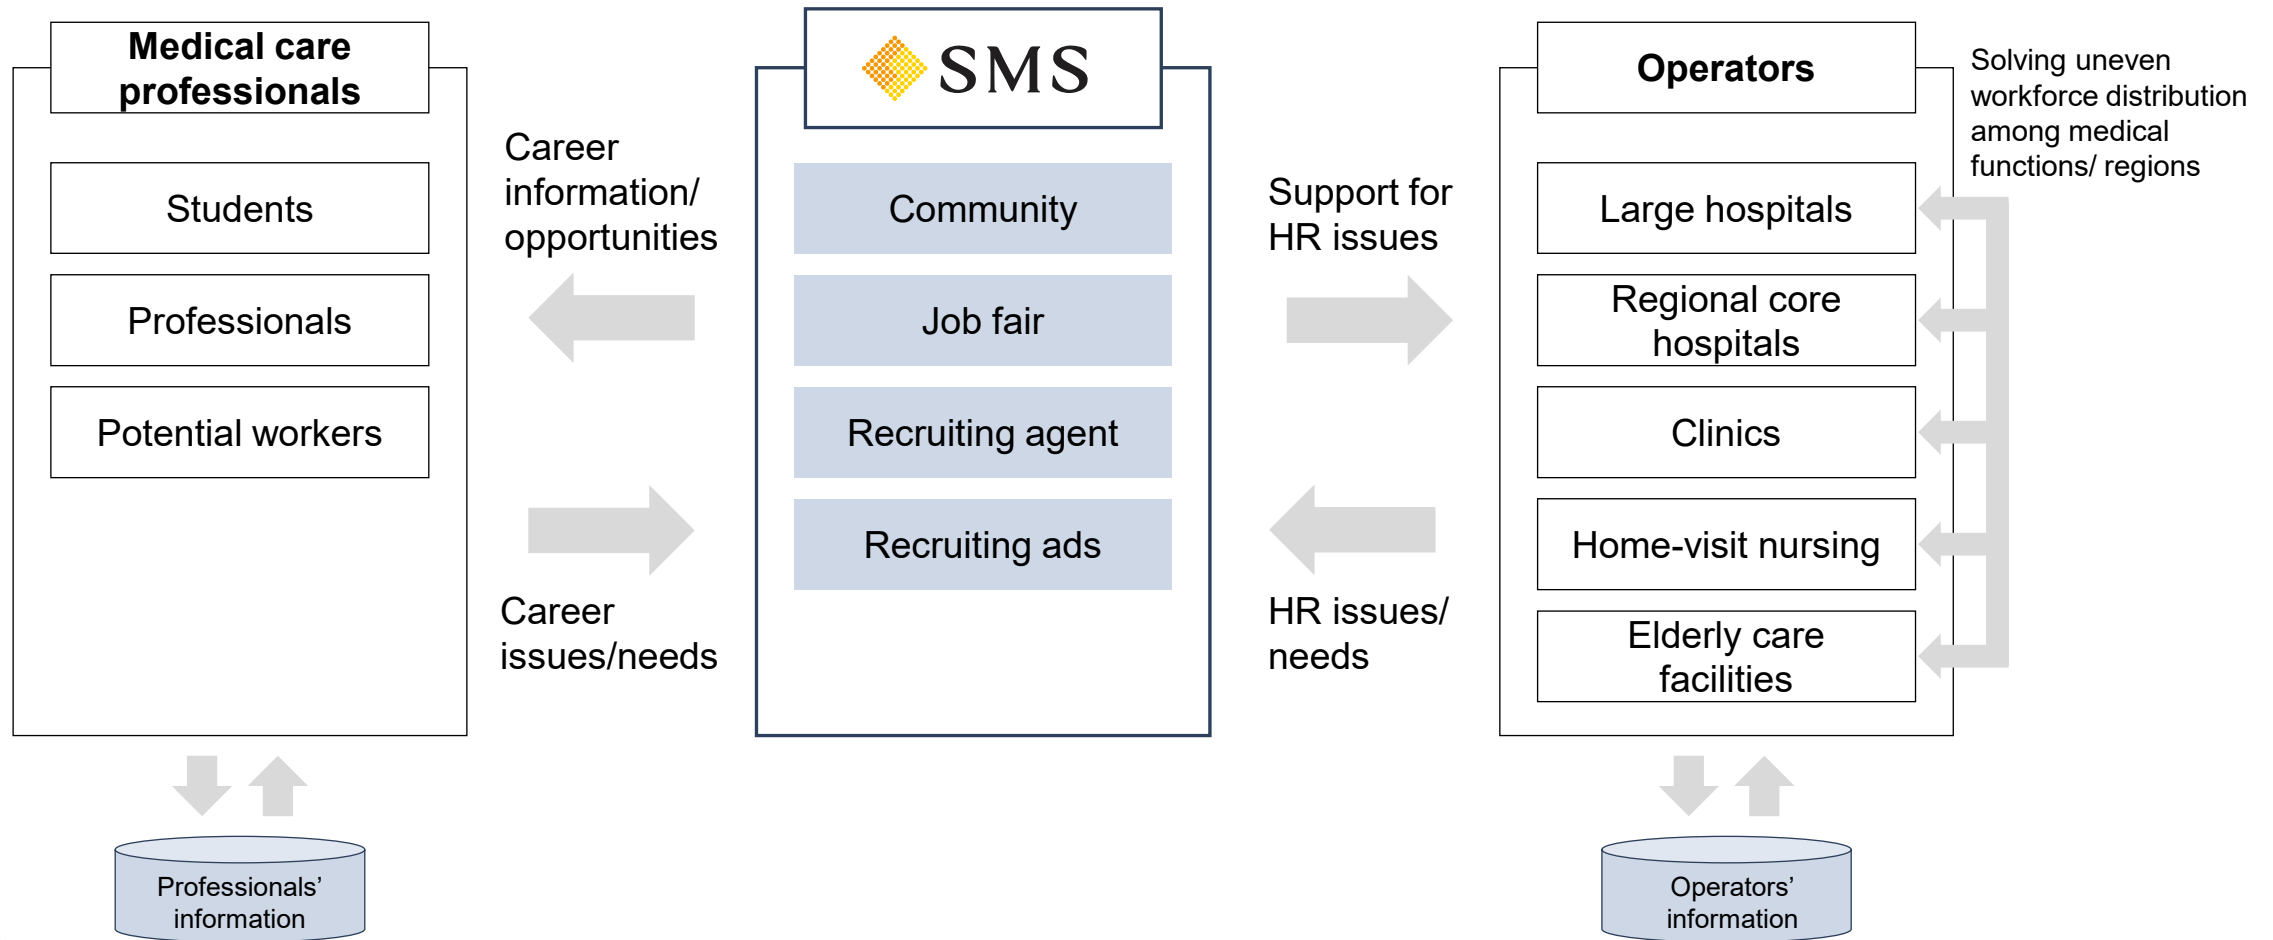 Medical care
professionals
Students
Professionals
Potential workers
Career
information/
opportunities
Career
issues/needs
SMS
Community
Job fair
Recruiting agent
Recruiting ads
Support for
HR issues
HR issues/
needs
Operators
Large hospitals
Regional core
hospitals
Clinics
Home-visit nursing
Elderly care
facilities
Solving uneven
workforce distribution
among medical
functions/ regions
Professionals’
information
Operators’
information